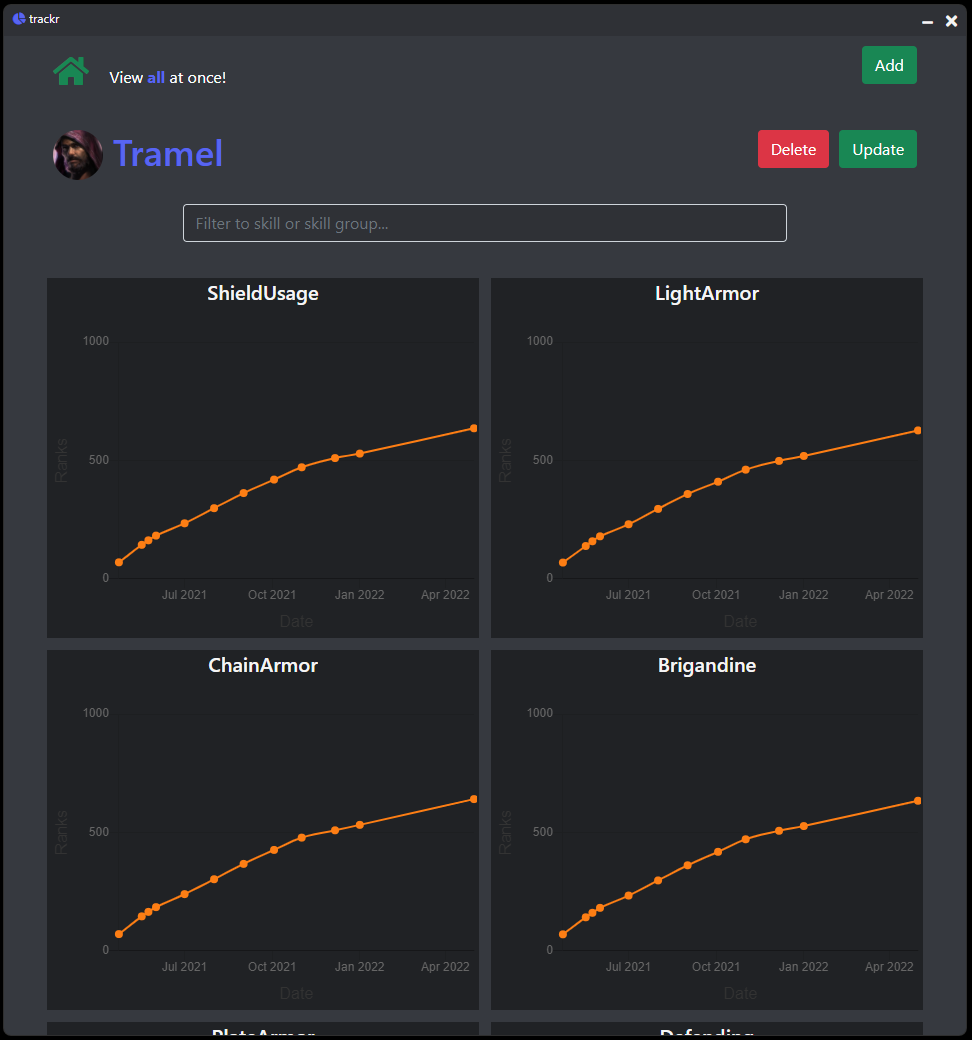 trackr
View all at once!
Add
Tramel
Delete
Update
Filter to skill or skill group...
ShieldUsage
1000
500
0
Ranks
Jul 2021
Oct 2021
Jan 2022
Apr 2022
Date
LightArmor
1000
500
0
Ranks
Jul 2021
Oct 2021
Jan 2022
Apr 2022
Date
ChainArmor
1000
500
0
Ranks
Jul 2021
Oct 2021
Jan 2022
Apr 2022
Date
Brigandine
1000
500
0
Ranks
Jul 2021
Oct 2021
Jan 2022
Apr 2022
Date
PlateArmor
Defending